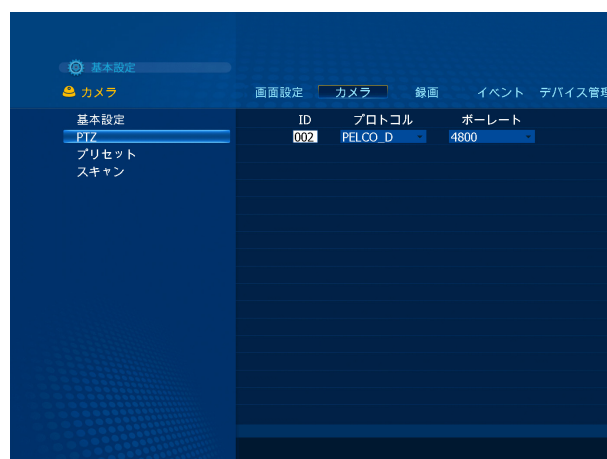 基本設定
カメラ 画面設定 カメラ 録画 イベント デバイス管理
基本設定 ID プロトコル ボーレート
PTZ 002 PELCO_D 4800
プリセット
スキャン